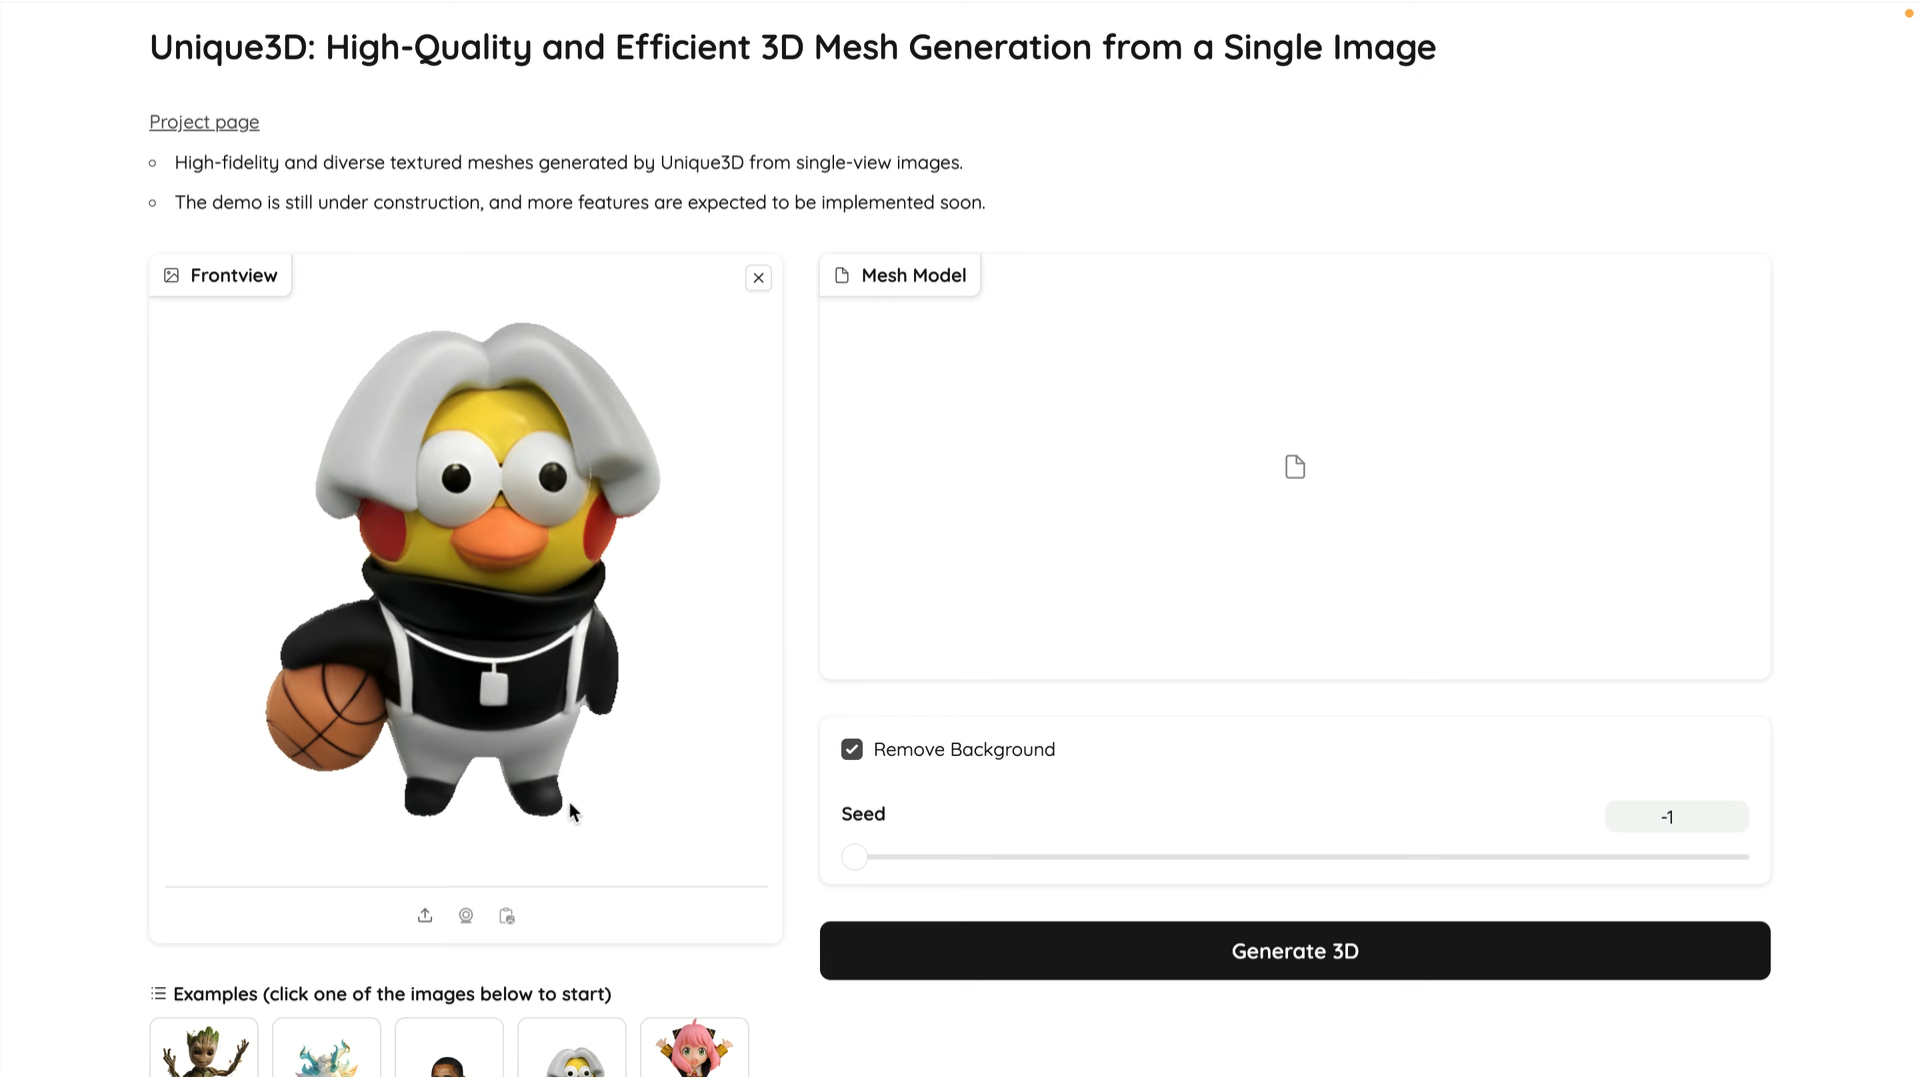 Unique3D: High-Quality and Efficient 3D Mesh Generation from a Single Image
Project page
High-fidelity and diverse textured meshes generated by Unique3D from single-view images.
The demo is still under construction, and more features are expected to be implemented soon.
Frontview
Mesh Model
Remove Background
Seed
-1
Generate 3D
Examples (click one of the images below to start)